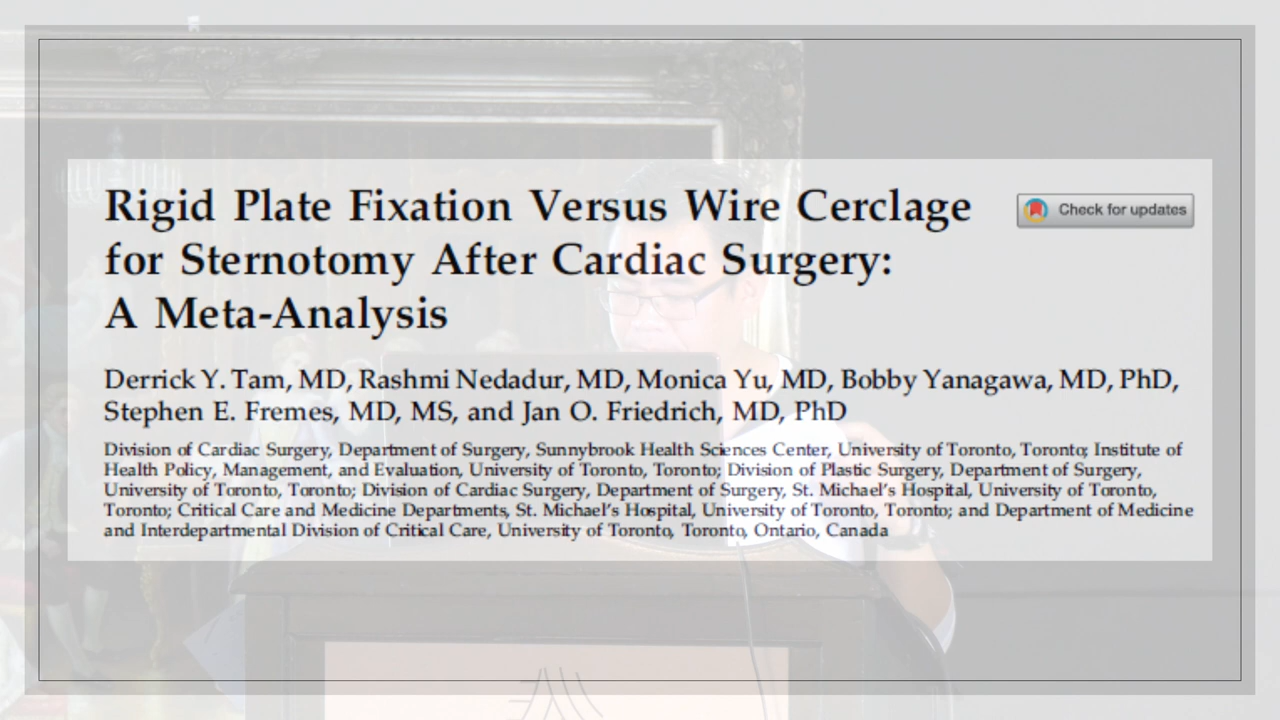 Rigid Plate Fixation Versus Wire Cerclage
for Sternotomy After Cardiac Surgery:
A Meta-Analysis
Check for updates
Derrick Y. Tam, MD, Rashmi Nedadur, MD, Monica Yu, MD, Bobby Yanagawa, MD, PhD,
Stephen E. Fremes, MD, MS, and Jan O. Friedrich, MD, PhD
Division of Cardiac Surgery, Department of Surgery, Sunnybrook Health Sciences Center, University of Toronto, Toronto; Institute of
Health Policy, Management, and Evaluation, University of Toronto, Toronto; Division of Plastic Surgery, Department of Surgery,
University of Toronto, Toronto; Division of Cardiac Surgery, Department of Surgery, St. Michael's Hospital, University of Toronto,
Toronto; Critical Care and Medicine Departments, St. Michael's Hospital, University of Toronto, Toronto; and Department of Medicine
and Interdepartmental Division of Critical Care, University of Toronto, Toronto, Ontario, Canada